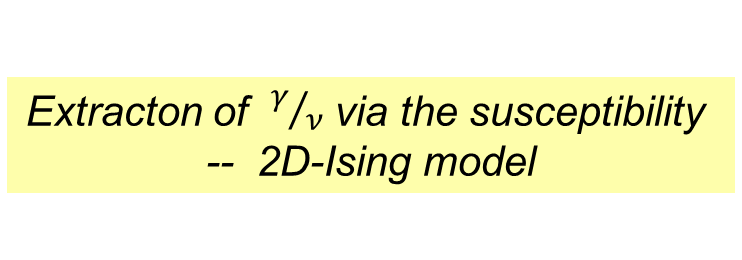 Extracton of γ/ν via the susceptibility
-- 2D-Ising model